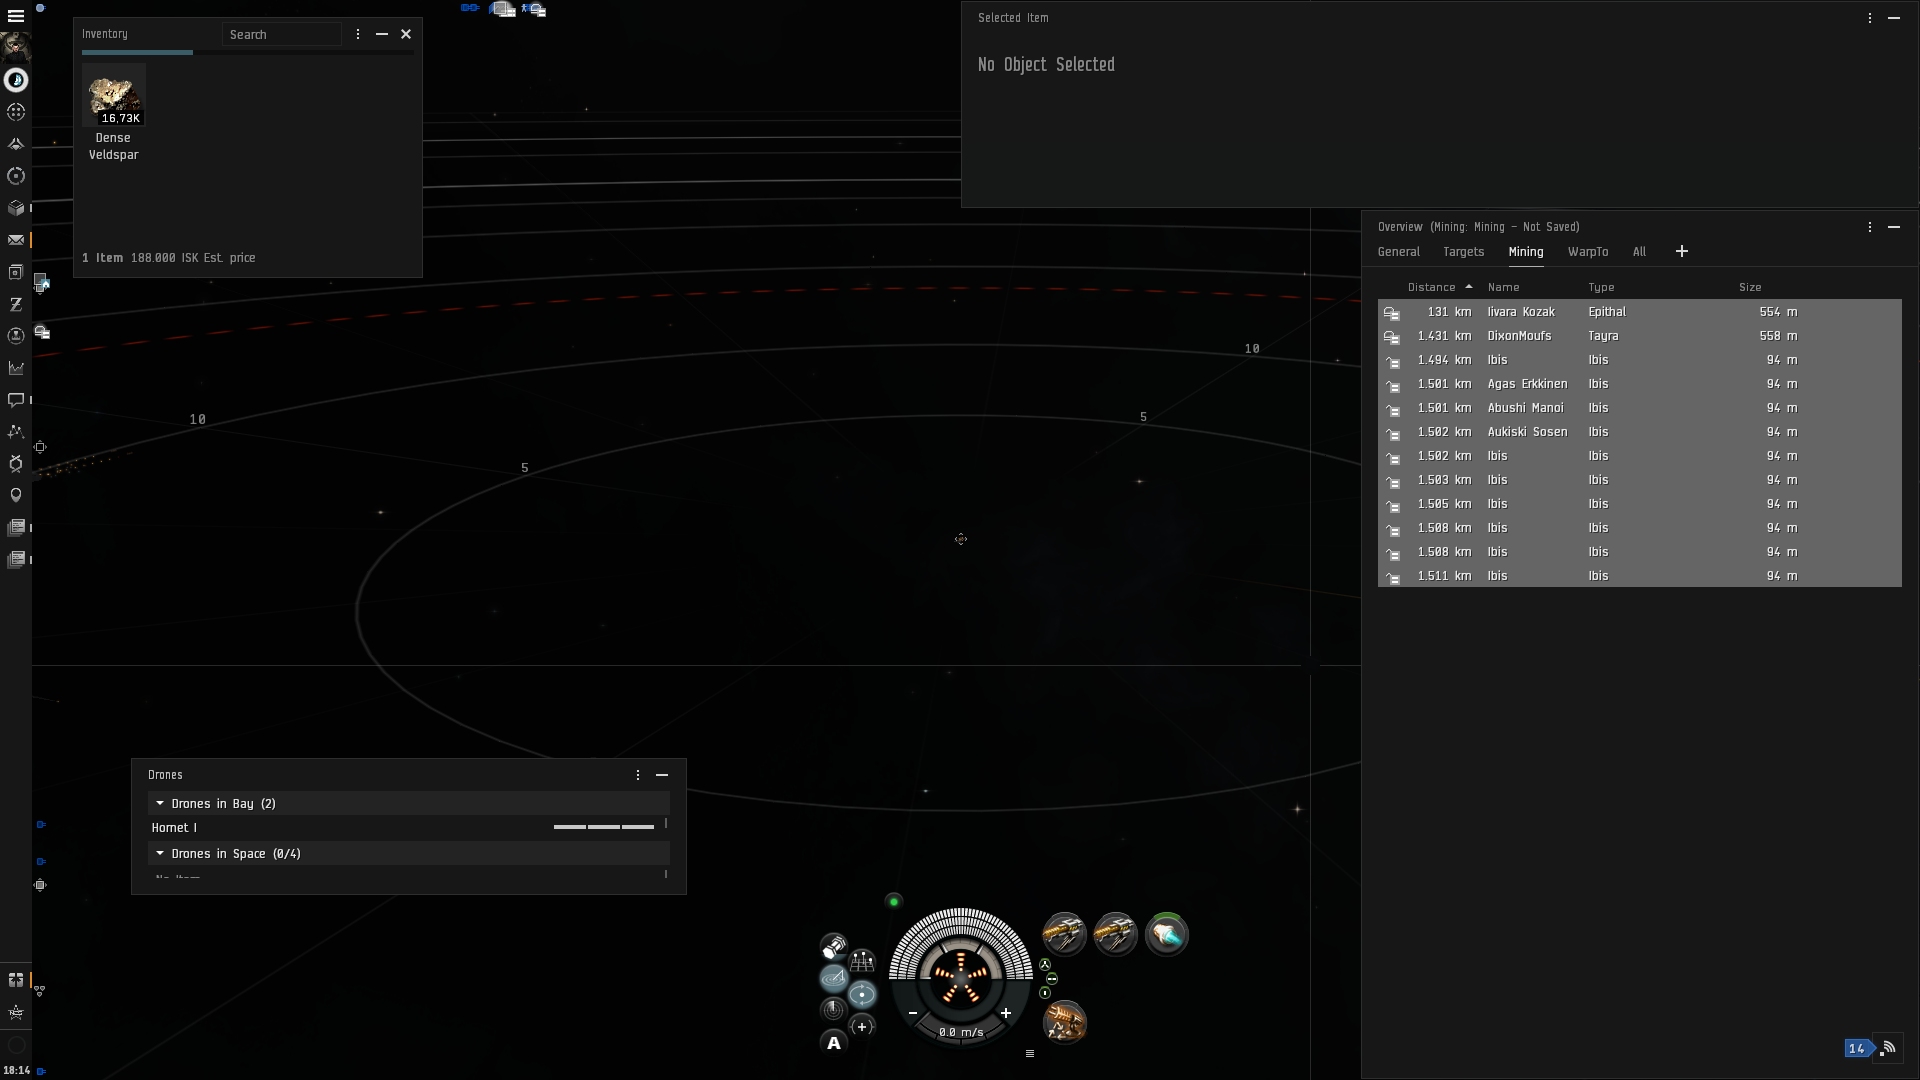 Inventory
Search
16,73K
Dense
Veldspar
1 Item 188.000 ISK Est. price
Selected Item
No Object Selected
Overview (Mining: Mining – Not Saved)
General Targets Mining WarpTo All +
Distance Name Type Size
131 km Iivara Kozak Epithal 554 m
1.431 km DixonMoufs Tayra 558 m
1.494 km Ibis Ibis 94 m
1.501 km Agas Erkkinen Ibis 94 m
1.501 km Abushi Manoi Ibis 94 m
1.502 km Aukiski Sosen Ibis 94 m
1.502 km Ibis Ibis 94 m
1.503 km Ibis Ibis 94 m
1.505 km Ibis Ibis 94 m
1.508 km Ibis Ibis 94 m
1.508 km Ibis Ibis 94 m
1.511 km Ibis Ibis 94 m
10
10
5
5
Drones
Drones in Bay (2)
Hornet I
Drones in Space (0/4)
No Item
0.0 m/s
A
14
18:14